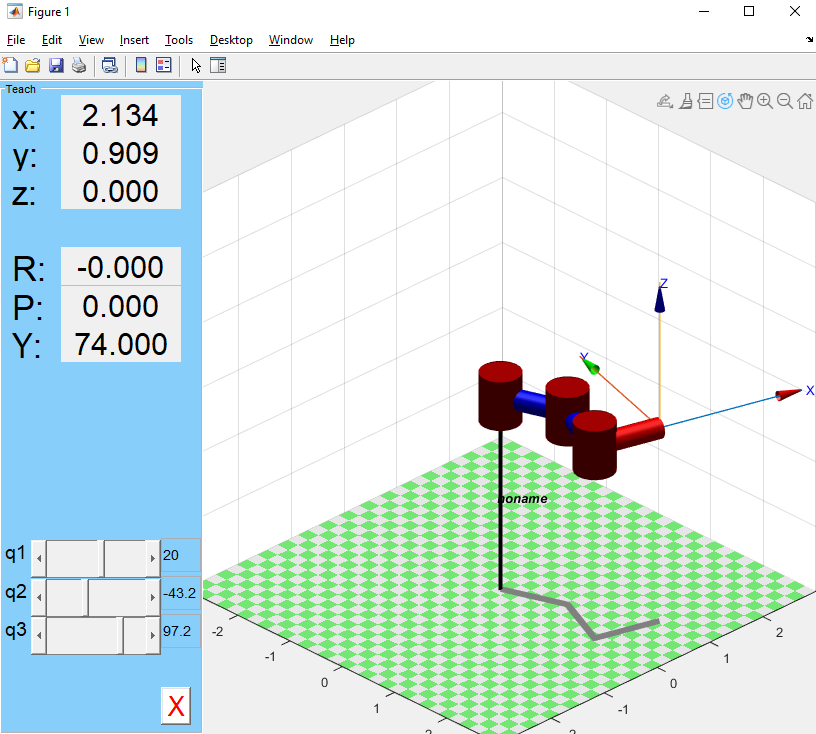 Figure 1
File Edit View Insert Tools Desktop Window Help
Teach
x: 2.134
y: 0.909
z: 0.000
R: -0.000
P: 0.000
Y: 74.000
q1 20
q2 -43.2
q3 97.2
X
Z
Y
X
noname
-2
-1
0
1
2
1
0
-1